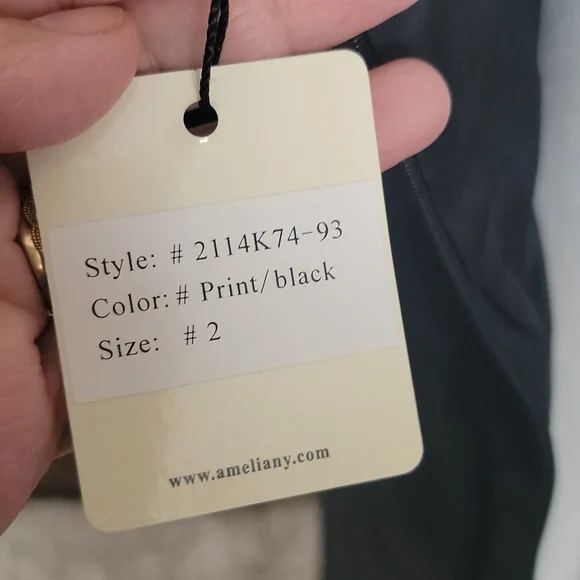 Style: # 2114K74-93
Color: # Print/black
Size: # 2
www.ameliany.com